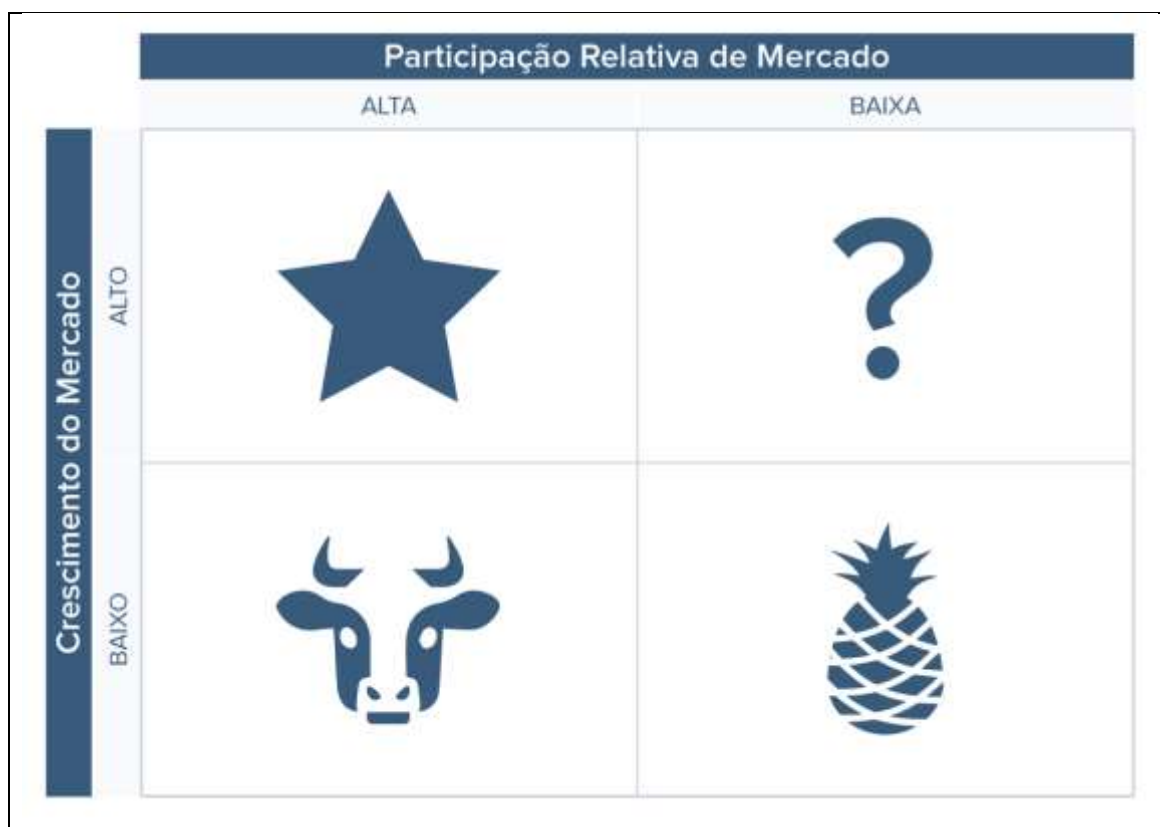 Participação Relativa de Mercado
ALTA
BAIXA
Crescimento do Mercado
ALTO
?
BAIXO